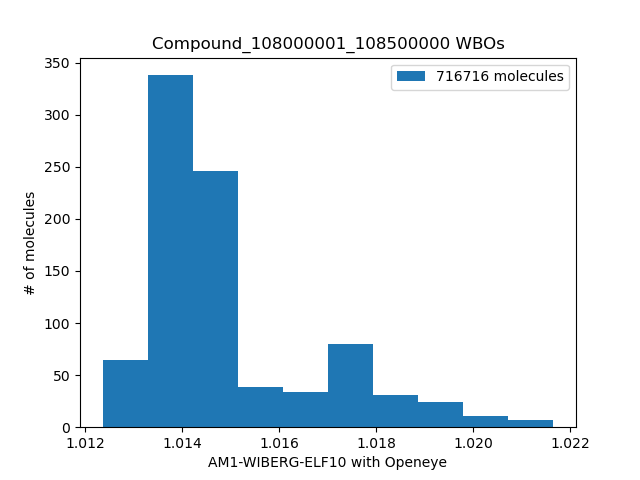 Compound_108000001_108500000 WBOs
716716 molecules
# of molecules
350
300
250
200
150
100
50
0
1.012 1.014 1.016 1.018 1.020 1.022
AM1-WIBERG-ELF10 with Openeye